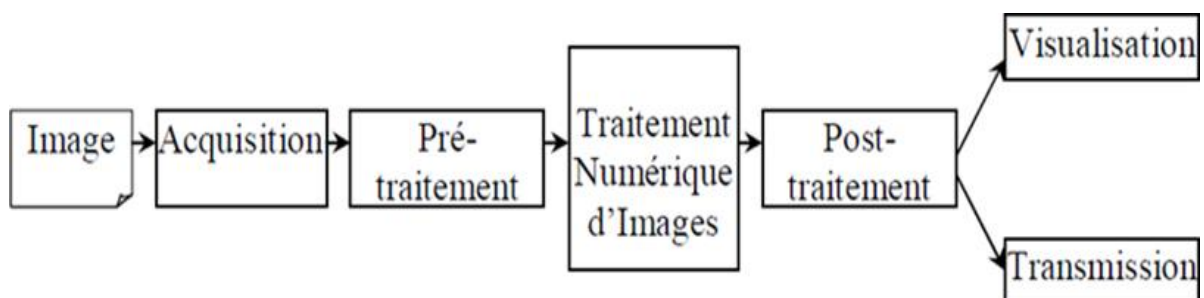 Image
Acquisition
Pré-
traitement
Traitement
Numérique
d'Images
Post-
traitement
Visualisation
Transmission